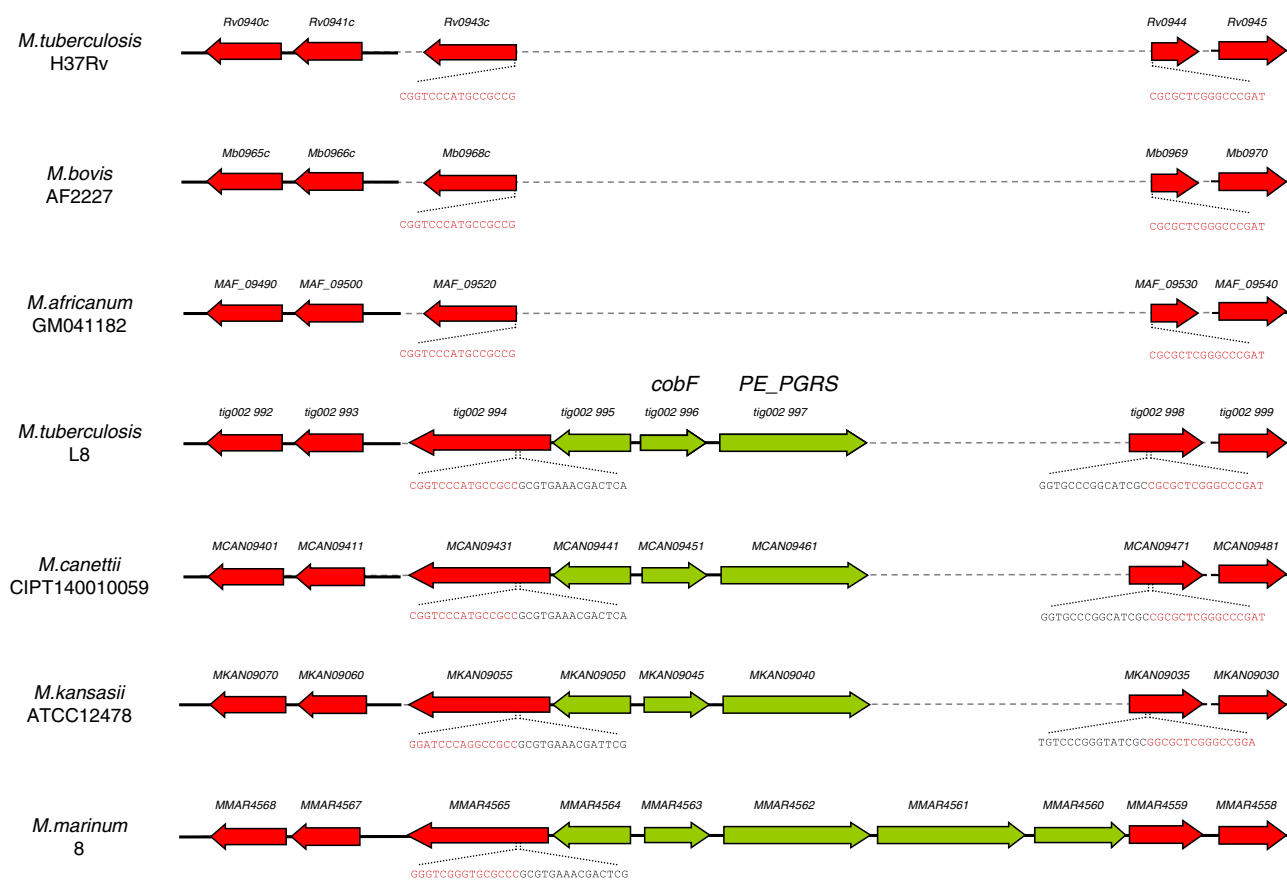 Rv0940c Rv0941c Rv0943c Rv0944 Rv0945
M.tuberculosis
H37Rv
CGGTCCCATGCCGCCG CGCGCTCGGGCCCGAT
Mb0965c Mb0966c Mb0968c Mb0969 Mb0970
M.bovis
AF2227
CGGTCCCATGCCGCCG CGCGCTCGGGCCCGAT
MAF_09490 MAF_09500 MAF_09520 MAF_09530 MAF_09540
M.africanum
GM041182
CGGTCCCATGCCGCCG CGCGCTCGGGCCCGAT
cobF PE_PGRS
tig002 992 tig002 993 tig002 994 tig002 995 tig002 996 tig002 997 tig002 998 tig002 999
M.tuberculosis
L8
CGGTCCCATGCCGCCGCGTGAAACGACTCA GGTGCCCGGCATCGCCGCGCTCGGGCCCGAT
MCAN09401 MCAN09411 MCAN09431 MCAN09441 MCAN09451 MCAN09461 MCAN09471 MCAN09481
M.canettii
CIPT140010059
CGGTCCCATGCCGCCGCGTGAAACGACTCA GGTGCCCGGCATCGCCGCGCTCGGGCCCGAT
MKAN09070 MKAN09060 MKAN09055 MKAN09050 MKAN09045 MKAN09040 MKAN09035 MKAN09030
M.kansasii
ATCC12478
GGATCCCAGGCCGCCGCGTGAAACGATTCG TGTCCCGGGTATCGCGGCGCTCGGGCCGGA
MMAR4568 MMAR4567 MMAR4565 MMAR4564 MMAR4563 MMAR4562 MMAR4561 MMAR4560 MMAR4559 MMAR4558
M.marinum
8
GGGTCGGGTGCGCCCGCGTGAAACGACTCG